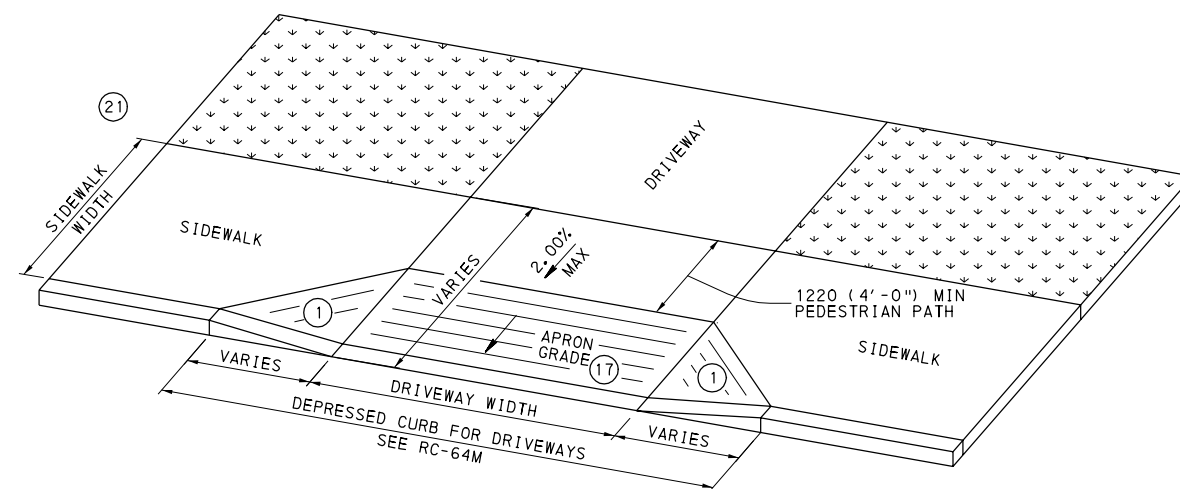 21
SIDEWALK
WIDTH
SIDEWALK
VARIES
2.00%
MAX
DRIVEWAY
1220 (4'-0") MIN
PEDESTRIAN PATH
SIDEWALK
1
APRON
GRADE 17
1
VARIES
DRIVEWAY WIDTH
VARIES
DEPRESSED CURB FOR DRIVEWAYS
SEE RC-64M